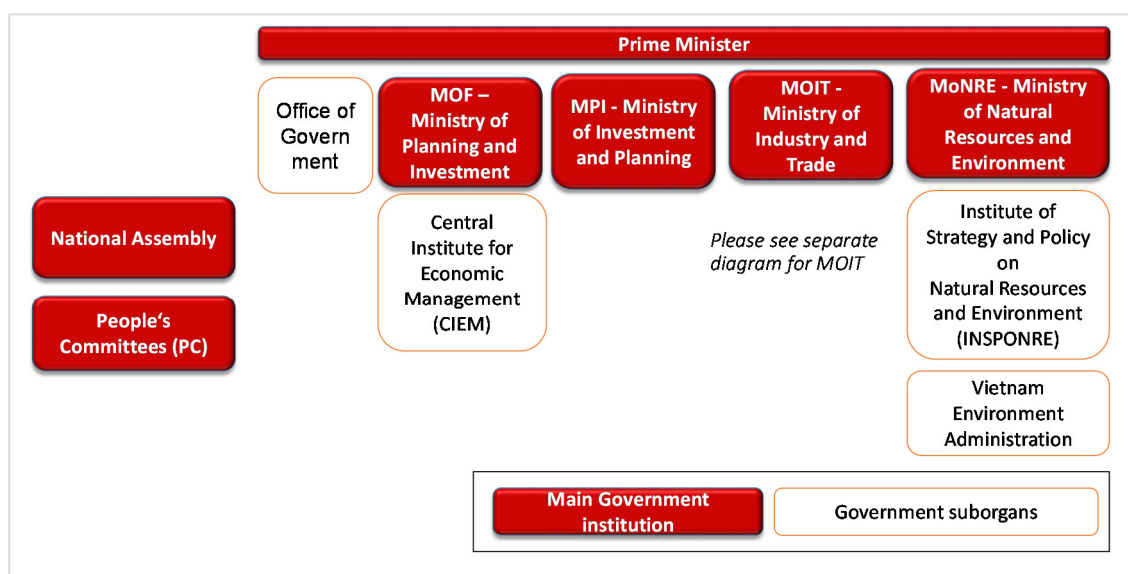 Prime Minister
Office of
Govern
ment
MOF –
Ministry of
Planning and
Investment
MPI - Ministry
of Investment
and Planning
MOIT -
Ministry of
Industry and
Trade
MoNRE - Ministry
of Natural
Resources and
Environment
National Assembly
People‘s
Committees (PC)
Central
Institute for
Economic
Management
(CIEM)
Please see separate
diagram for MOIT
Institute of
Strategy and Policy
on
Natural Resources
and Environment
(INSPONRE)
Vietnam
Environment
Administration
Main Government
institution
Government suborgans